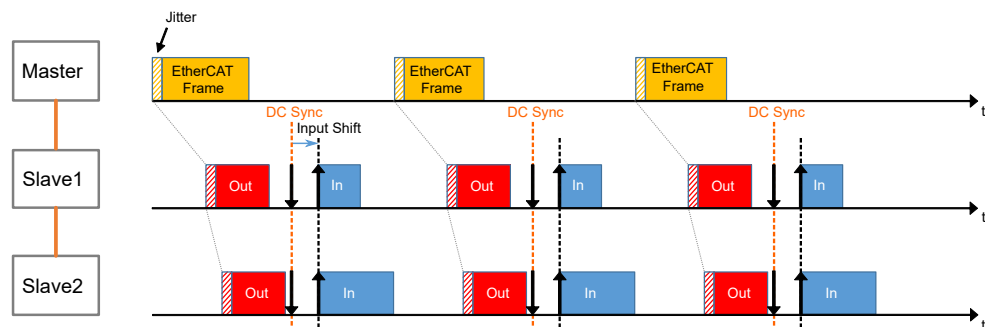 Jitter
Master
EtherCAT
Frame
EtherCAT
Frame
EtherCAT
Frame
t
DC Sync
DC Sync
DC Sync
Input Shift
Slave1
Out
In
Out
In
Out
In
t
Slave2
Out
In
Out
In
Out
In
t